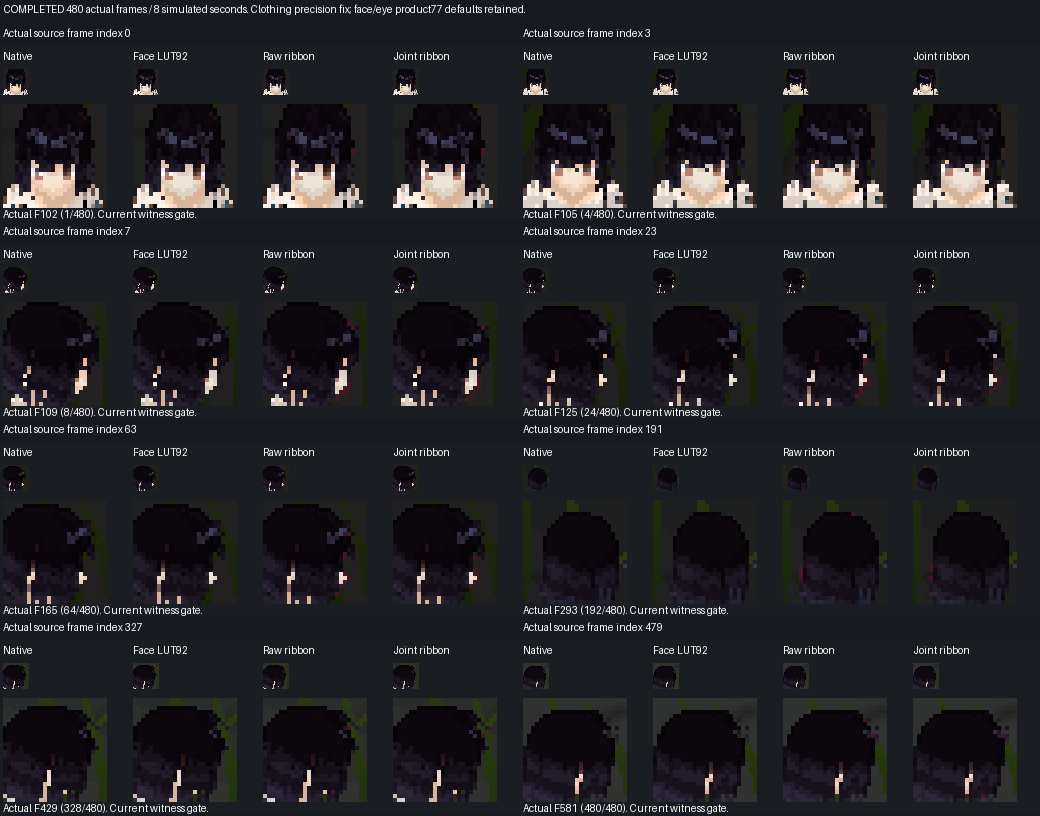 COMPLETED 480 actual frames / 8 simulated seconds. Clothing precision fix; face/eye product77 defaults retained.
Actual source frame index 0
Native Face LUT92 Raw ribbon Joint ribbon
Actual F102 (1/480). Current witness gate.
Actual source frame index 3
Native Face LUT92 Raw ribbon Joint ribbon
Actual F105 (4/480). Current witness gate.
Actual source frame index 7
Native Face LUT92 Raw ribbon Joint ribbon
Actual F109 (8/480). Current witness gate.
Actual source frame index 23
Native Face LUT92 Raw ribbon Joint ribbon
Actual F125 (24/480). Current witness gate.
Actual source frame index 63
Native Face LUT92 Raw ribbon Joint ribbon
Actual F165 (64/480). Current witness gate.
Actual source frame index 191
Native Face LUT92 Raw ribbon Joint ribbon
Actual F293 (192/480). Current witness gate.
Actual source frame index 327
Native Face LUT92 Raw ribbon Joint ribbon
Actual F429 (328/480). Current witness gate.
Actual source frame index 479
Native Face LUT92 Raw ribbon Joint ribbon
Actual F581 (480/480). Current witness gate.